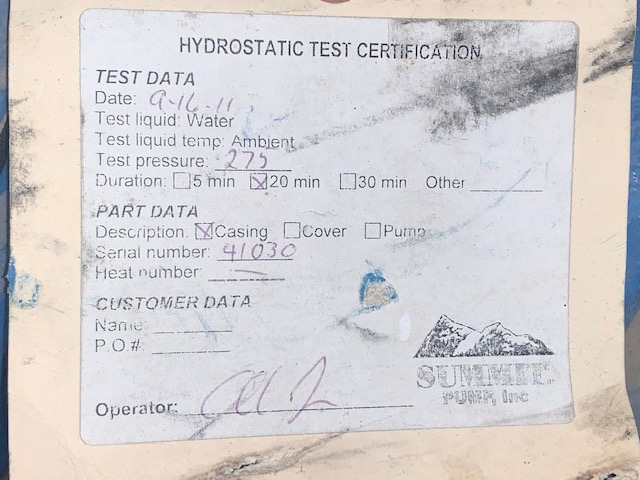 HYDROSTATIC TEST CERTIFICATION
TEST DATA
Date: 9-16-11
Test liquid: Water
Test liquid temp: Ambient
Test pressure: 275
Duration: ☐5 min ☒20 min ☐30 min Other
PART DATA
Description: ☒Casing ☐Cover ☐Pump
Serial number: 41030
Heat number: —
CUSTOMER DATA
Name:
P.O.#:
SUMMIT
PUMP, Inc
Operator: